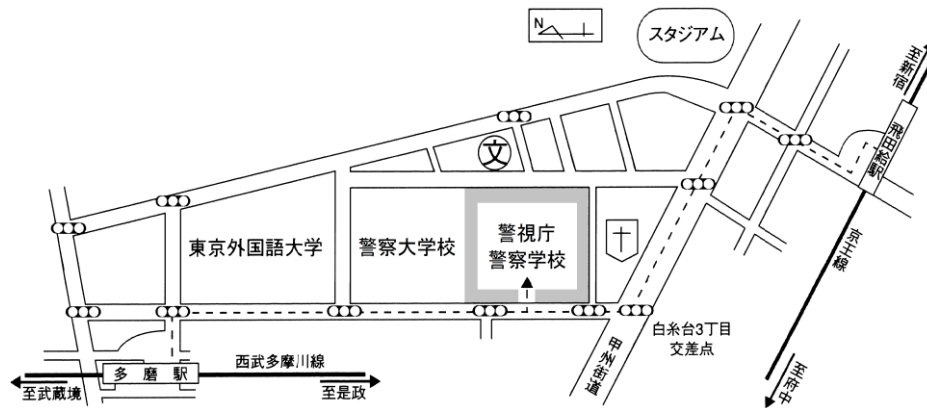 N
スタジアム
至新宿
飛田給駅
文
東京外国語大学
警察大学校
警視庁
警察学校
京王線
白糸台3丁目
交差点
甲州街道
西武多摩川線
多磨駅
至武蔵境
至是政
至府中